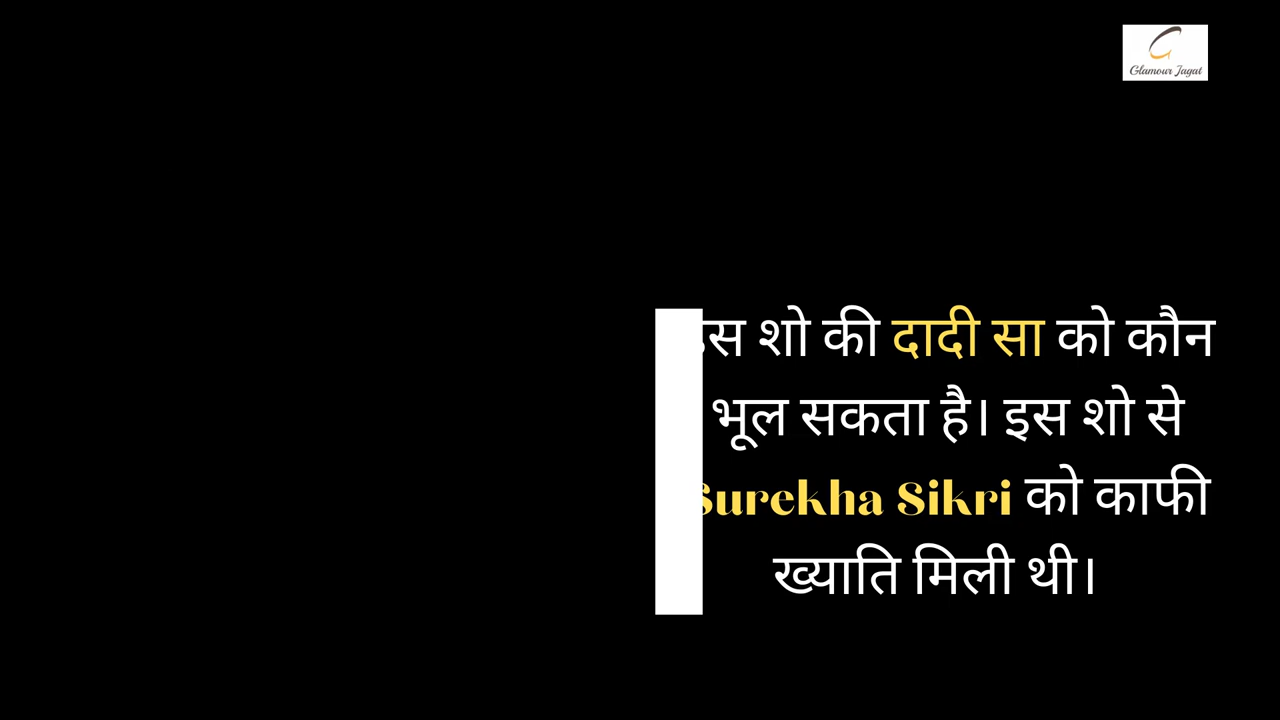 Glamour Jagat
स शो की दादी सा को कौन
भूल सकता है। इस शो से
Surekha Sikri को काफी
ख्याति मिली थी।